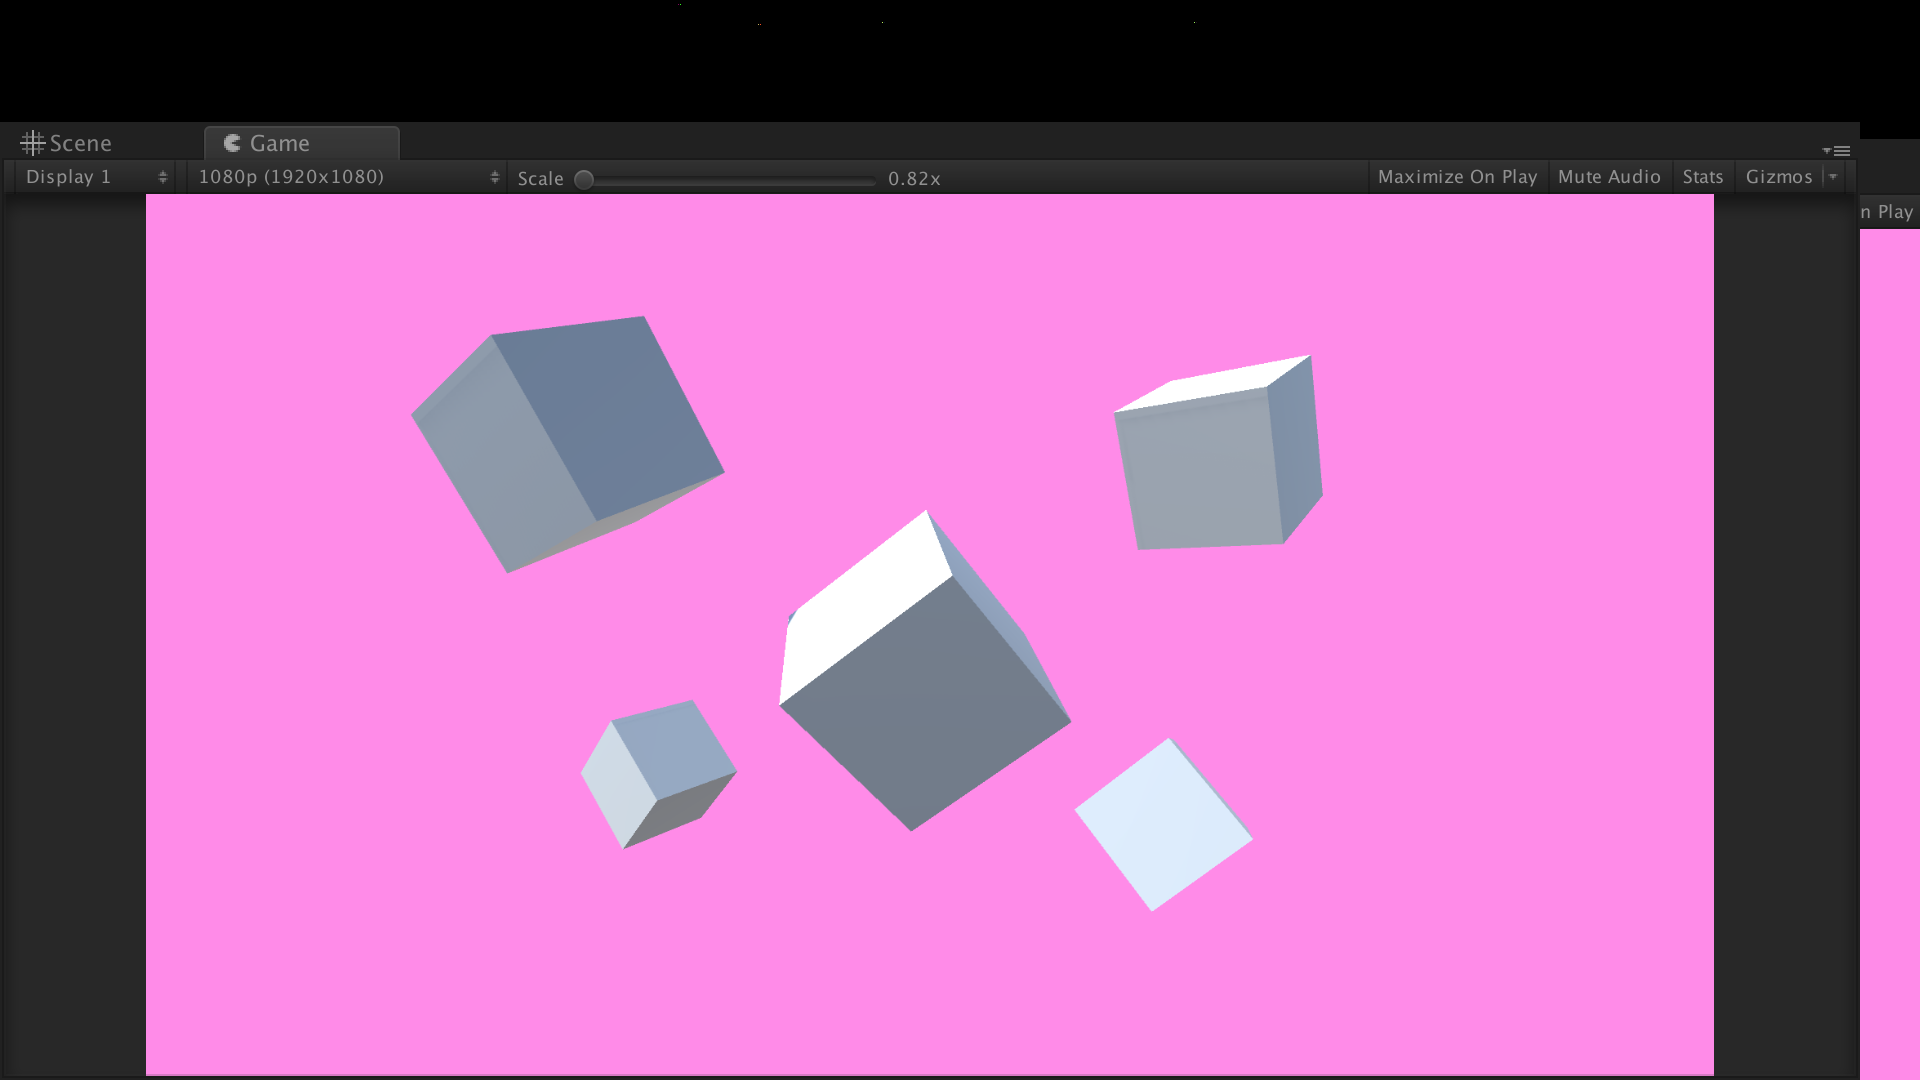 Scene Game
Display 1 1080p (1920x1080) Scale 0.82x Maximize On Play Mute Audio Stats Gizmos
n Play